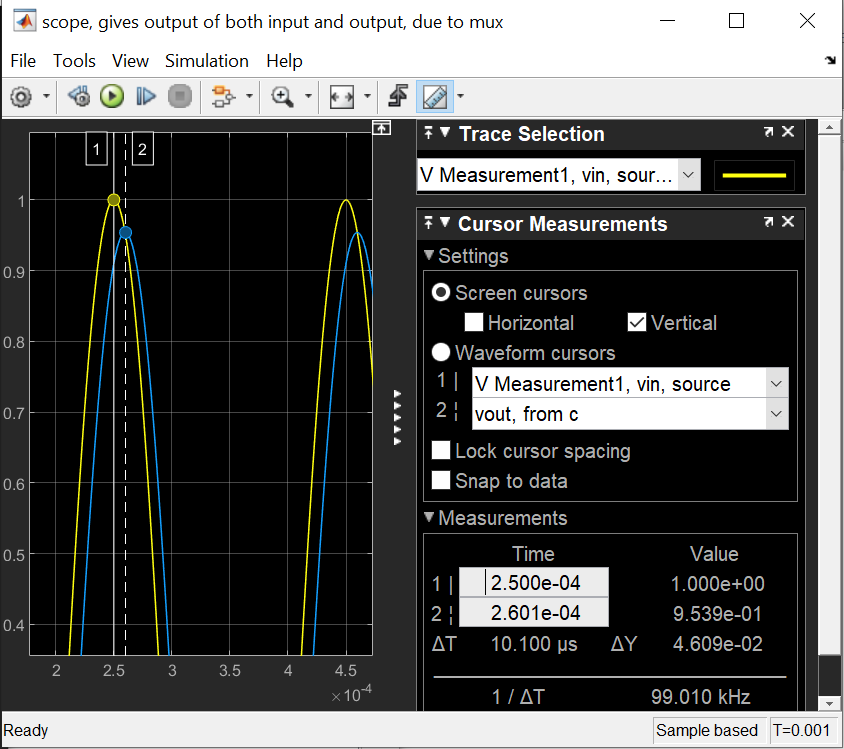 scope, gives output of both input and output, due to mux
File Tools View Simulation Help
1 2
1
0.9
0.8
0.7
0.6
0.5
0.4
2 2.5 3 3.5 4 4.5
×10⁻⁴
Trace Selection
V Measurement1, vin, sour...
Cursor Measurements
Settings
Screen cursors
Horizontal Vertical
Waveform cursors
1 | V Measurement1, vin, source
2 ¦ vout, from c
Lock cursor spacing
Snap to data
Measurements
Time Value
1 | 2.500e-04 1.000e+00
2 ¦ 2.601e-04 9.539e-01
ΔT 10.100 µs ΔY 4.609e-02
1 / ΔT 99.010 kHz
Ready Sample based T=0.001